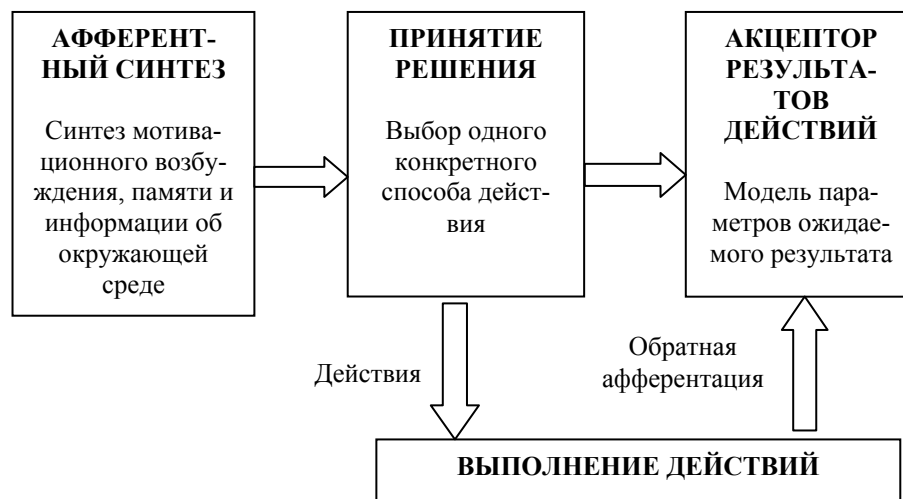 АФФЕРЕНТ-
НЫЙ СИНТЕЗ
Синтез мотива-
ционного возбу-
ждения, памяти и
информации об
окружающей
среде
ПРИНЯТИЕ
РЕШЕНИЯ
Выбор одного
конкретного
способа дейст-
вия
АКЦЕПТОР
РЕЗУЛЬТА-
ТОВ
ДЕЙСТВИЙ
Модель пара-
метров ожидае-
мого результата
Действия
Обратная
афферентация
ВЫПОЛНЕНИЕ ДЕЙСТВИЙ